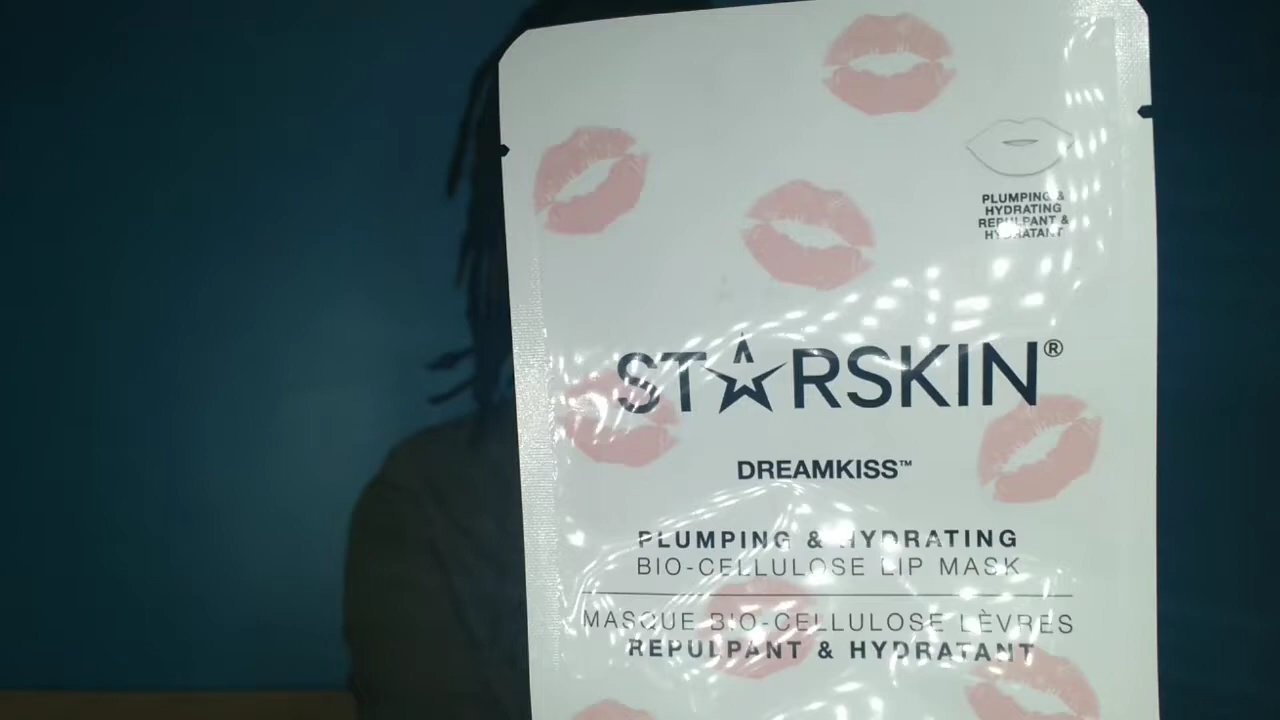 PLUMPING &
HYDRATING
REPULPANT &
HYDRATANT
STARSKIN®
DREAMKISS™
PLUMPING & HYDRATING
BIO-CELLULOSE LIP MASK
MASQUE BIO-CELLULOSE LÈVRES
REPULPANT & HYDRATANT